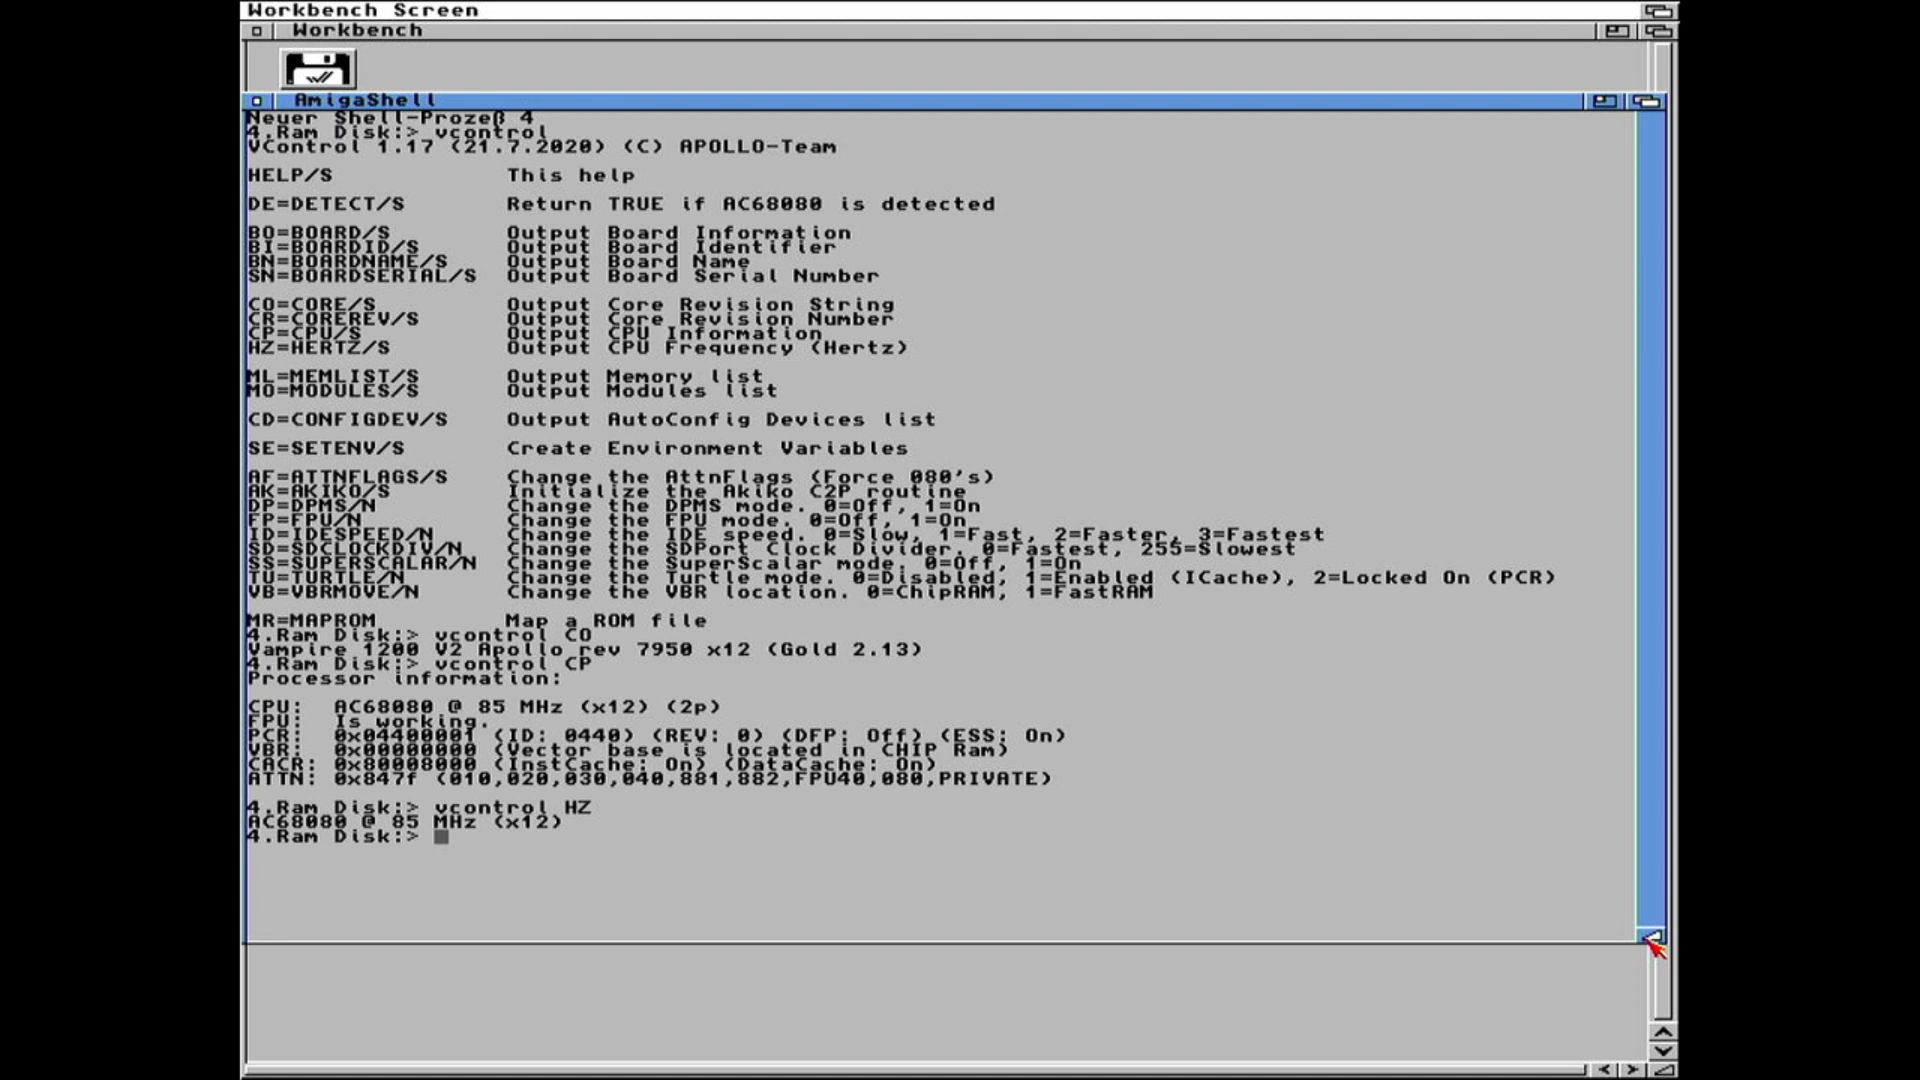 Workbench Screen
Workbench
AmigaShell
Neuer Shell-Prozeß 4
4.Ram Disk:> vcontrol
VControl 1.17 (21.7.2020) (C) APOLLO-Team
HELP/S This help
DE=DETECT/S Return TRUE if AC68080 is detected
BO=BOARD/S Output Board Information
BI=BOARDID/S Output Board Identifier
BN=BOARDNAME/S Output Board Name
SN=BOARDSERIAL/S Output Board Serial Number
CO=CORE/S Output Core Revision String
CR=COREREV/S Output Core Revision Number
CP=CPU/S Output CPU Information
HZ=HERTZ/S Output CPU Frequency (Hertz)
ML=MEMLIST/S Output Memory list
MO=MODULES/S Output Modules list
CD=CONFIGDEV/S Output AutoConfig Devices list
SE=SETENV/S Create Environment Variables
AF=ATTNFLAGS/S Change the AttnFlags (Force 080's)
AK=AKIKO/S Initialize the Akiko C2P routine
DP=DPMS/N Change the DPMS mode. 0=Off, 1=On
FP=FPU/N Change the FPU mode. 0=Off, 1=On
ID=IDESPEED/N Change the IDE speed. 0=Slow, 1=Fast, 2=Faster, 3=Fastest
SD=SDCLOCKDIV/N Change the SDPort Clock Divider. 0=Fastest, 255=Slowest
SS=SUPERSCALAR/N Change the SuperScalar mode. 0=Off, 1=On
TU=TURTLE/N Change the Turtle mode. 0=Disabled, 1=Enabled (ICache), 2=Locked On (PCR)
VB=VBRMOVE/N Change the VBR location. 0=ChipRAM, 1=FastRAM
MR=MAPROM Map a ROM file
4.Ram Disk:> vcontrol CO
Vampire 1200 V2 Apollo rev 7950 x12 (Gold 2.13)
4.Ram Disk:> vcontrol CP
Processor information:
CPU: AC68080 @ 85 MHz (x12) (2p)
FPU: Is working.
PCR: 0x04400001 (ID: 0440) (REV: 0) (DFP: Off) (ESS: On)
VBR: 0x00000000 (Vector base is located in CHIP Ram)
CACR: 0x80008000 (InstCache: On) (DataCache: On)
ATTN: 0x847f (010,020,030,040,881,882,FPU40,080,PRIVATE)
4.Ram Disk:> vcontrol HZ
AC68080 @ 85 MHz (x12)
4.Ram Disk:>